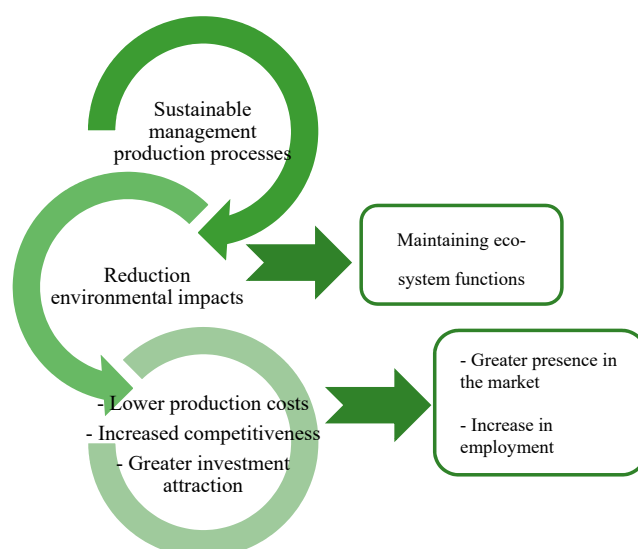 Sustainable
management
production processes
Maintaining eco-
system functions
Reduction
environmental impacts
- Greater presence in
the market
- Increase in
employment
- Lower production costs
- Increased competitiveness
- Greater investment
attraction